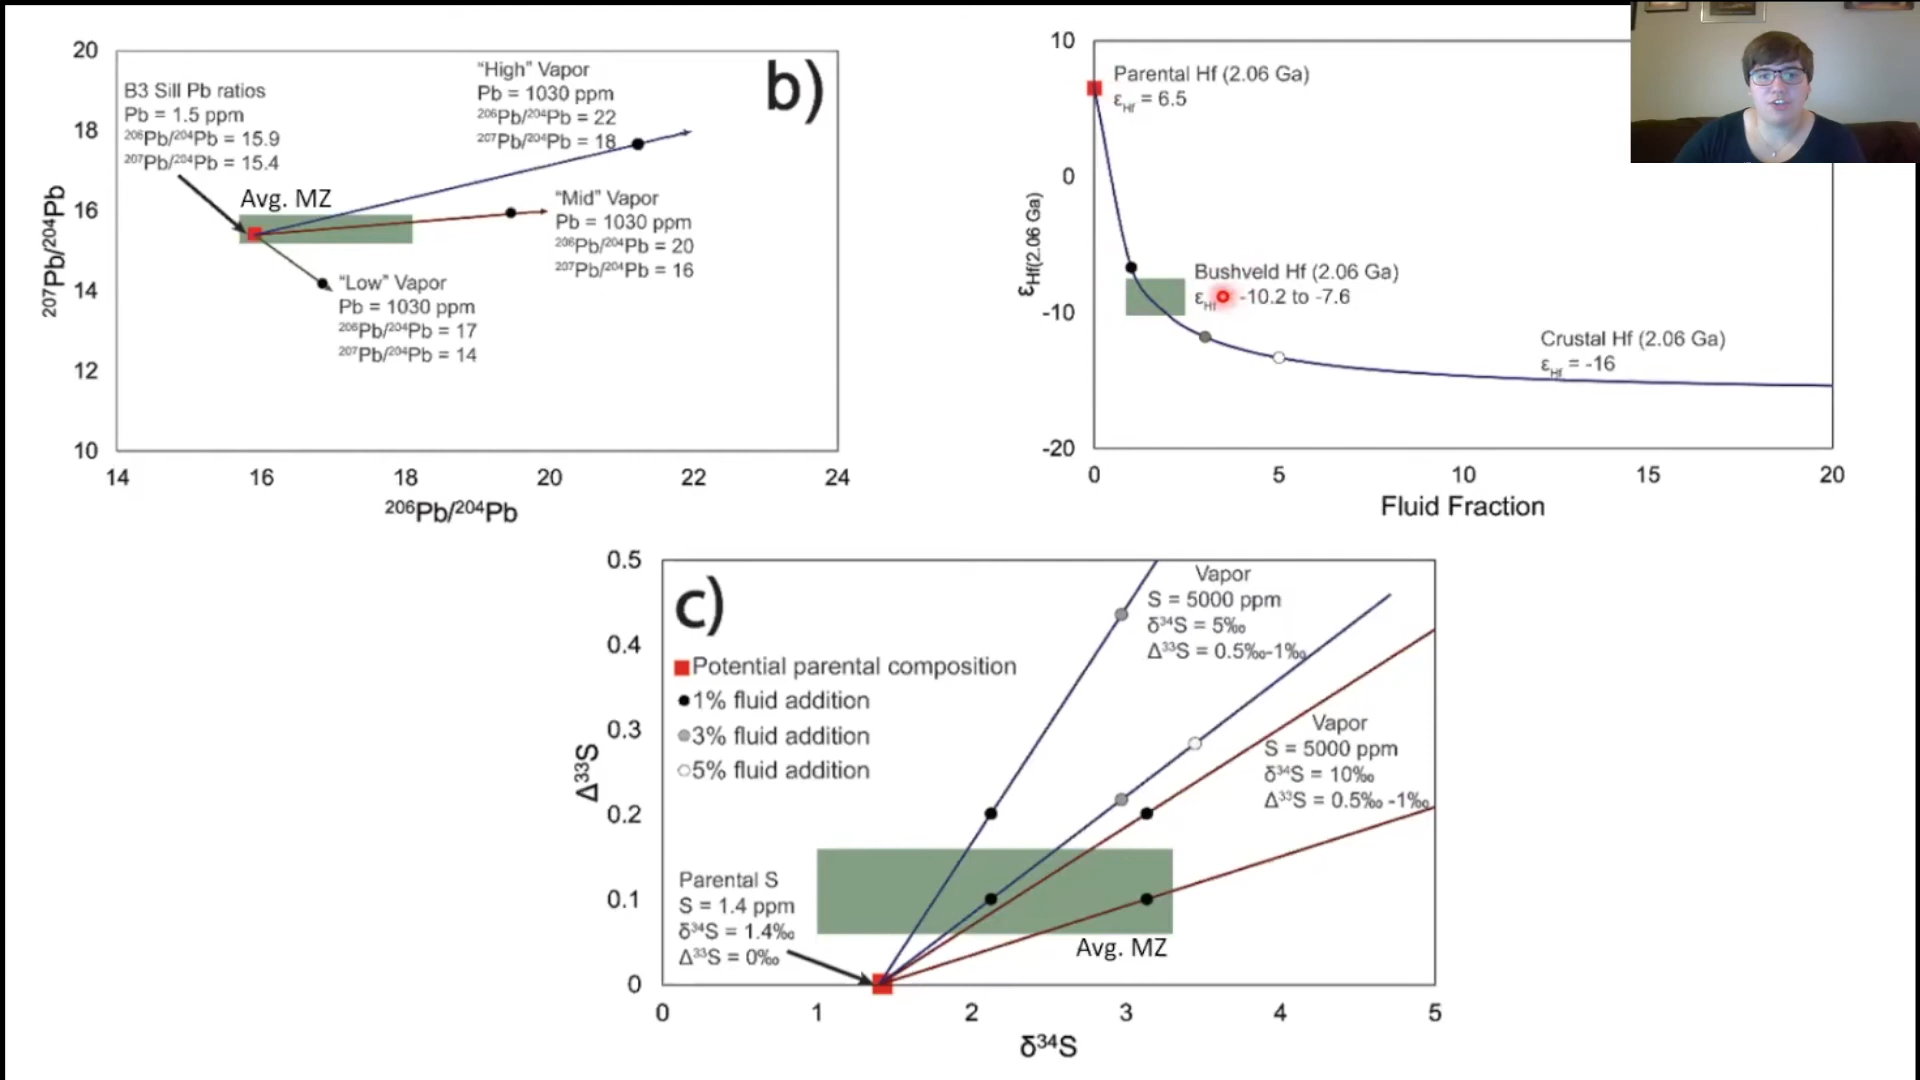 b)
20
18
16
14
12
10
207Pb/204Pb
B3 Sill Pb ratios
Pb = 1.5 ppm
²⁰⁶Pb/²⁰⁴Pb = 15.9
²⁰⁷Pb/²⁰⁴Pb = 15.4
Avg. MZ
“High” Vapor
Pb = 1030 ppm
²⁰⁶Pb/²⁰⁴Pb = 22
²⁰⁷Pb/²⁰⁴Pb = 18
“Mid” Vapor
Pb = 1030 ppm
²⁰⁶Pb/²⁰⁴Pb = 20
²⁰⁷Pb/²⁰⁴Pb = 16
“Low” Vapor
Pb = 1030 ppm
²⁰⁶Pb/²⁰⁴Pb = 17
²⁰⁷Pb/²⁰⁴Pb = 14
14 16 18 20 22 24
²⁰⁶Pb/²⁰⁴Pb
10
0
-10
-20
εHf(2.06 Ga)
Parental Hf (2.06 Ga)
εHf = 6.5
Bushveld Hf (2.06 Ga)
εHf -10.2 to -7.6
Crustal Hf (2.06 Ga)
εHf = -16
0 5 10 15 20
Fluid Fraction
c)
0.5
0.4
0.3
0.2
0.1
0
Δ³³S
Potential parental composition
1% fluid addition
3% fluid addition
5% fluid addition
Vapor
S = 5000 ppm
δ³⁴S = 5‰
Δ³³S = 0.5‰-1‰
Vapor
S = 5000 ppm
δ³⁴S = 10‰
Δ³³S = 0.5‰ -1‰
Parental S
S = 1.4 ppm
δ³⁴S = 1.4‰
Δ³³S = 0‰
Avg. MZ
0 1 2 3 4 5
δ³⁴S